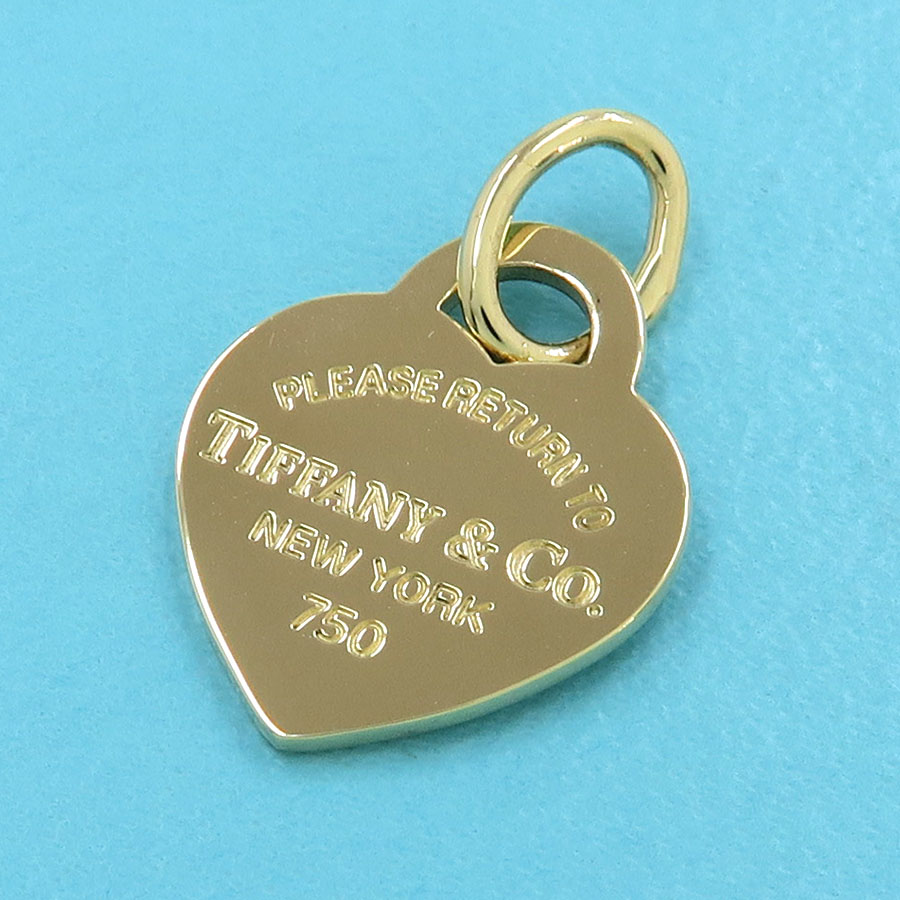 PLEASE RETURN TO
TIFFANY & CO.
NEW YORK
750